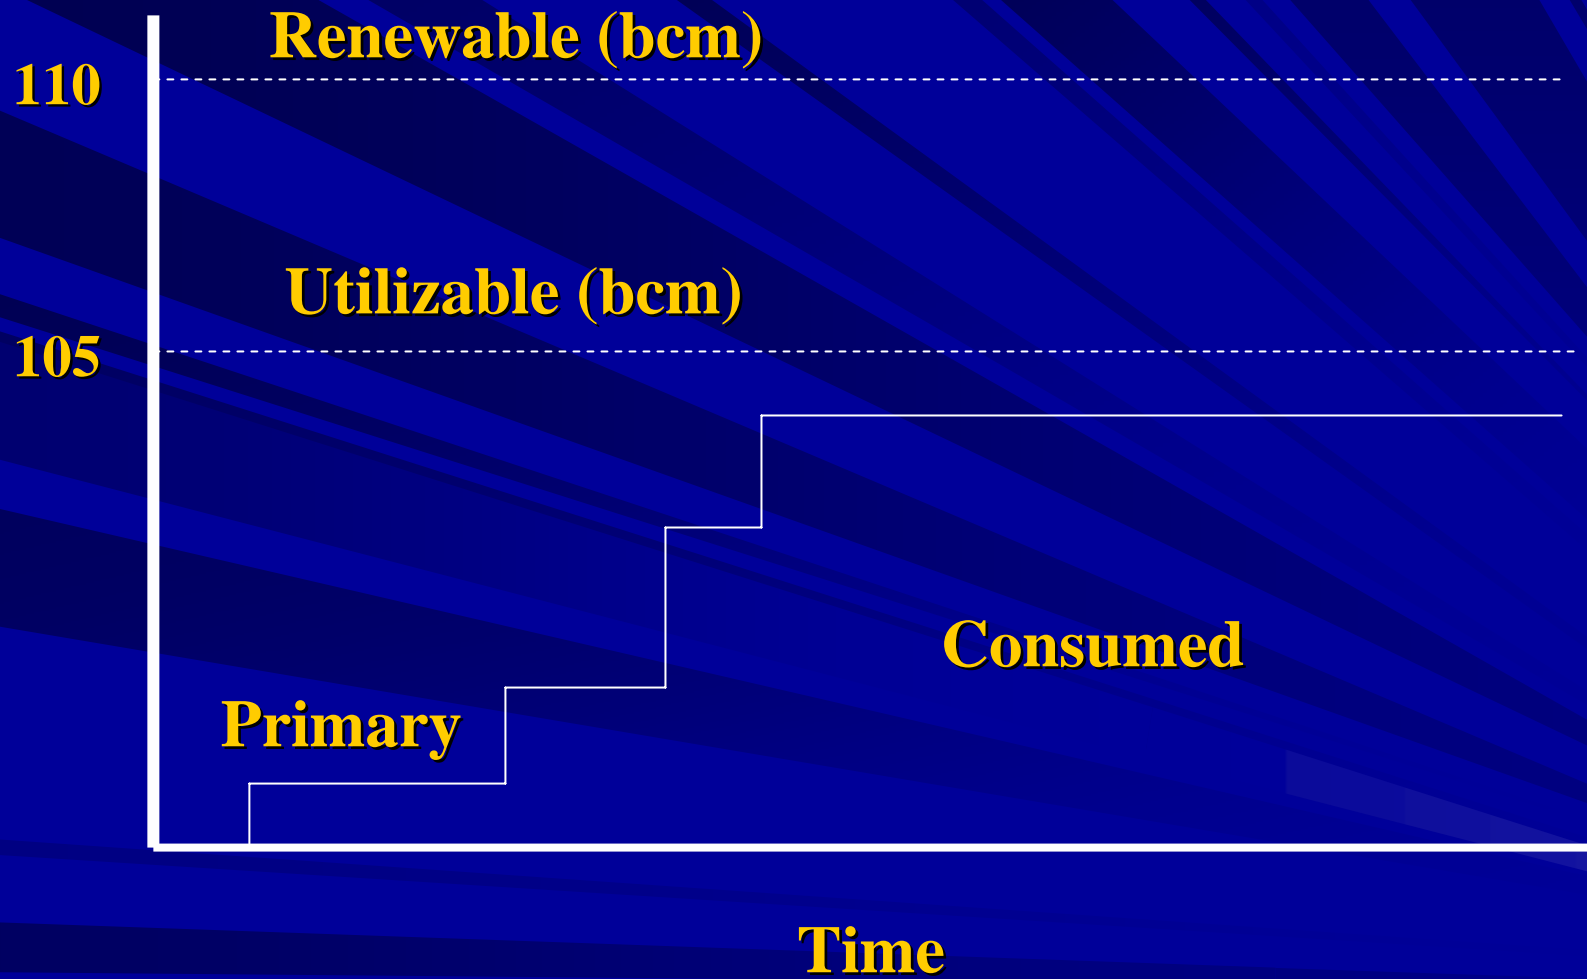 Renewable (bcm)
110
Utilizable (bcm)
105
Consumed
Primary
Time